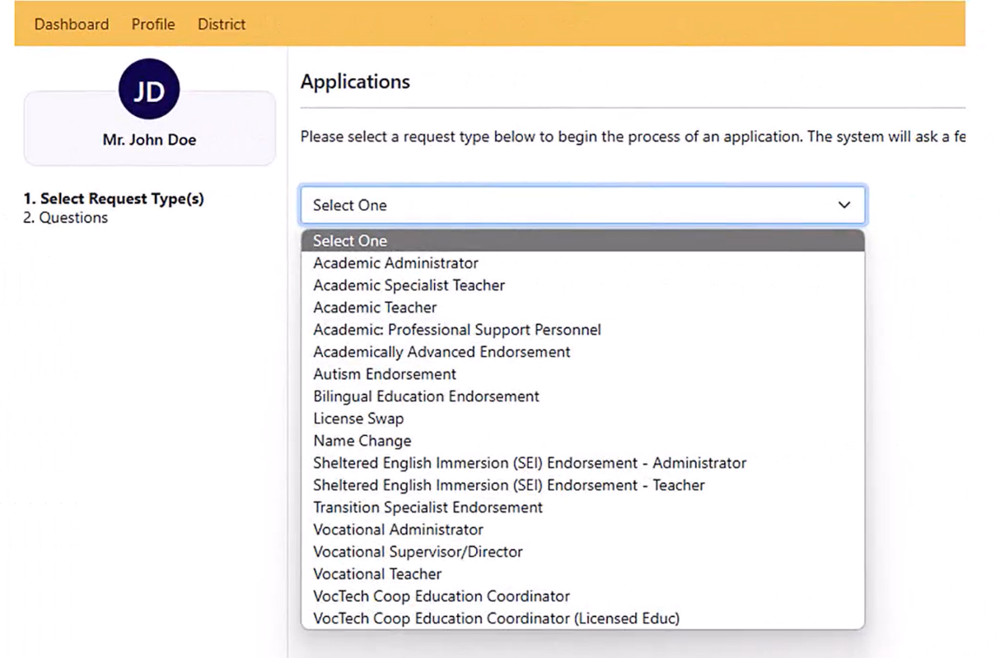 Dashboard Profile District
JD
Mr. John Doe
1. Select Request Type(s)
2. Questions
Applications
Please select a request type below to begin the process of an application. The system will ask a fe
Select One
Select One
Academic Administrator
Academic Specialist Teacher
Academic Teacher
Academic: Professional Support Personnel
Academically Advanced Endorsement
Autism Endorsement
Bilingual Education Endorsement
License Swap
Name Change
Sheltered English Immersion (SEI) Endorsement - Administrator
Sheltered English Immersion (SEI) Endorsement - Teacher
Transition Specialist Endorsement
Vocational Administrator
Vocational Supervisor/Director
Vocational Teacher
VocTech Coop Education Coordinator
VocTech Coop Education Coordinator (Licensed Educ)